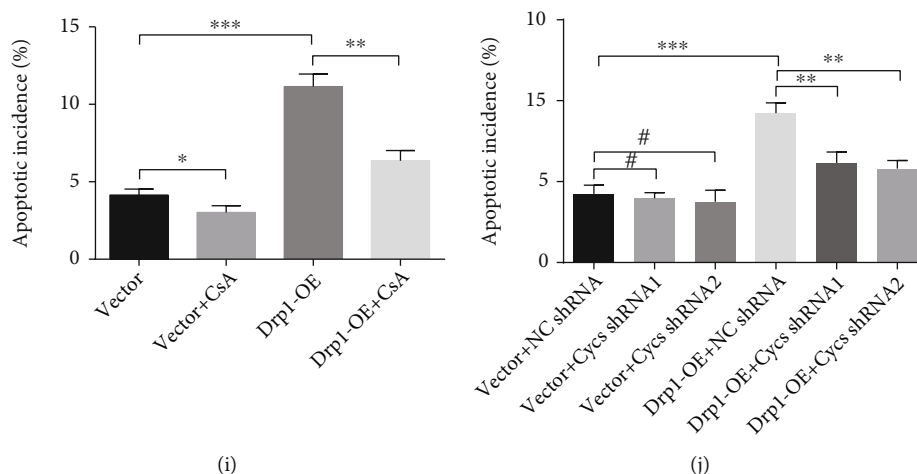 15
10
5
0
Apoptotic incidence (%)
***
**
*
Vector
Vector+CsA
Drp1-OE
Drp1-OE+CsA
(i)
10
15
5
0
Apoptotic incidence (%)
***
**
**
#
#
Vector+NC shRNA
Vector+Cycs shRNA1
Vector+Cycs shRNA2
Drp1-OE+NC shRNA
Drp1-OE+Cycs shRNA1
Drp1-OE+Cycs shRNA2
(j)